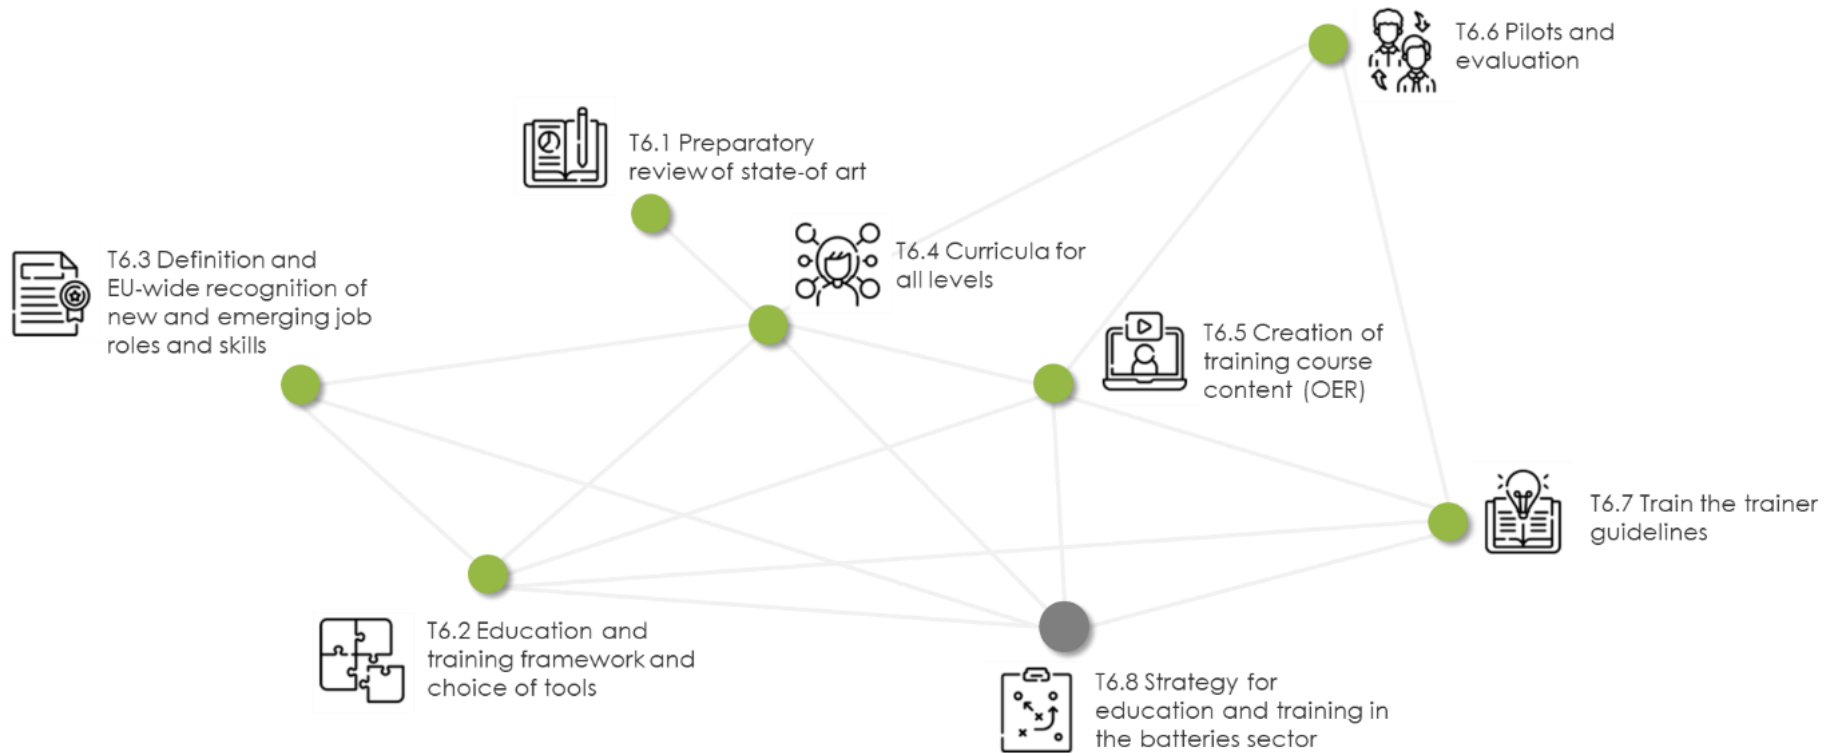 T6.6 Pilots and
evaluation
T6.1 Preparatory
review of state-of art
T6.4 Curricula for
all levels
T6.3 Definition and
EU-wide recognition of
new and emerging job
roles and skills
T6.5 Creation of
training course
content (OER)
T6.7 Train the trainer
guidelines
T6.2 Education and
training framework and
choice of tools
T6.8 Strategy for
education and training in
the batteries sector